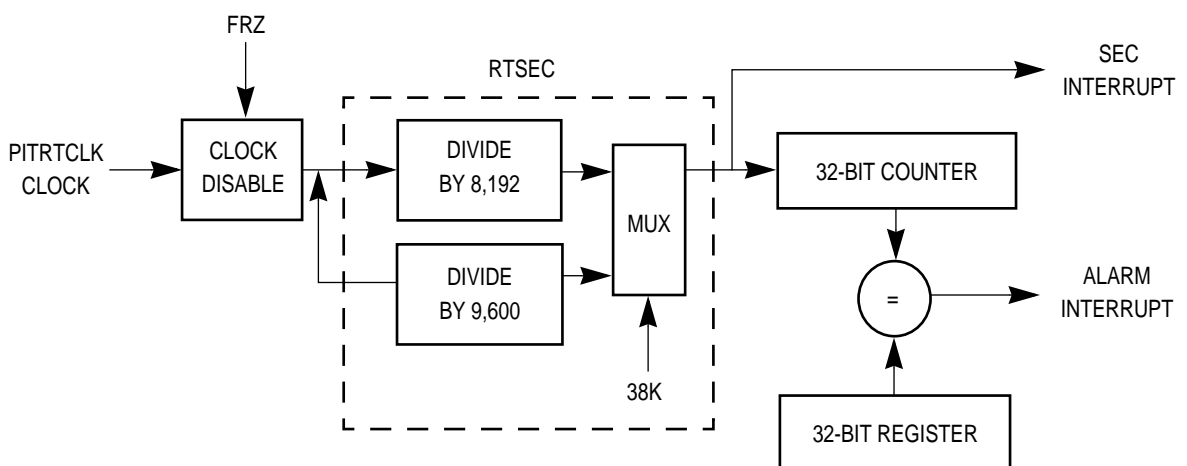 FRZ
RTSEC
SEC
INTERRUPT
PITRTCLK
CLOCK
CLOCK
DISABLE
DIVIDE
BY 8,192
MUX
32-BIT COUNTER
DIVIDE
BY 9,600
=
ALARM
INTERRUPT
38K
32-BIT REGISTER